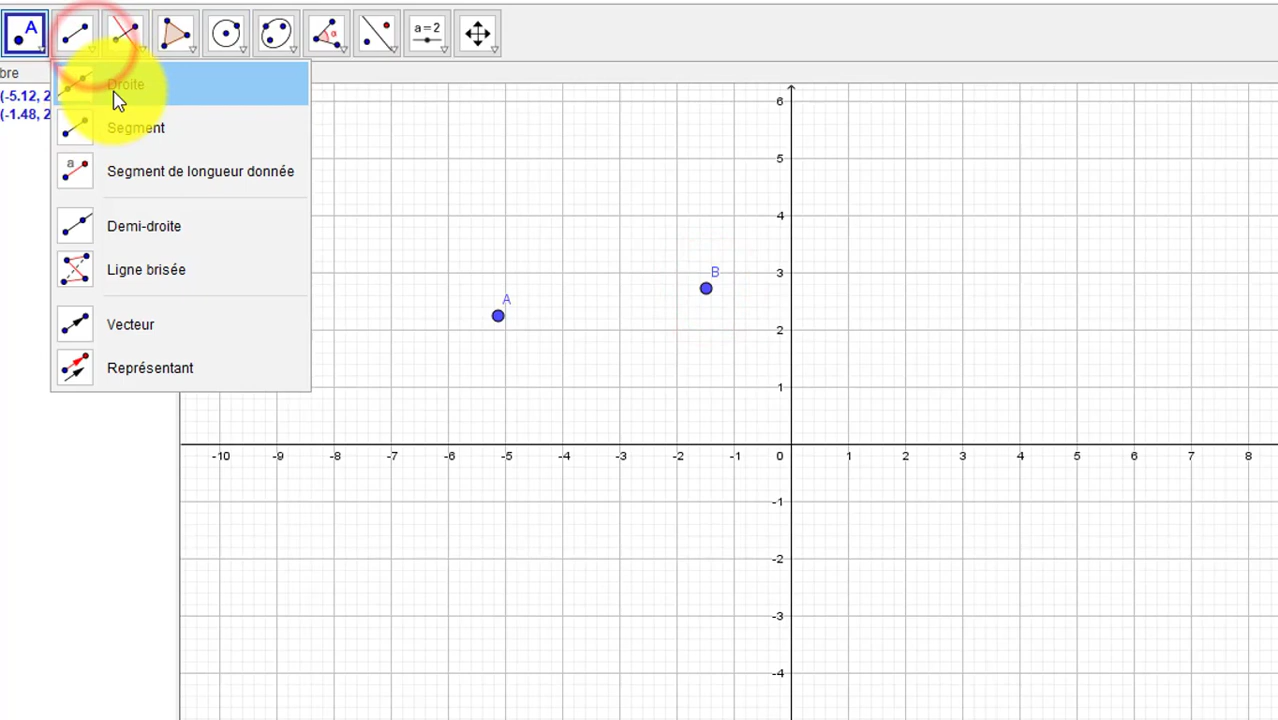 A
a
a=2
bre
(-5.12, 2
(-1.48, 2
Droite
Segment
a
Segment de longueur donnée
Demi-droite
Ligne brisée
Vecteur
Représentant
A
B
6
5
4
3
2
1
-10 -9 -8 -7 -6 -5 -4 -3 -2 -1 0 1 2 3 4 5 6 7 8
-1
-2
-3
-4